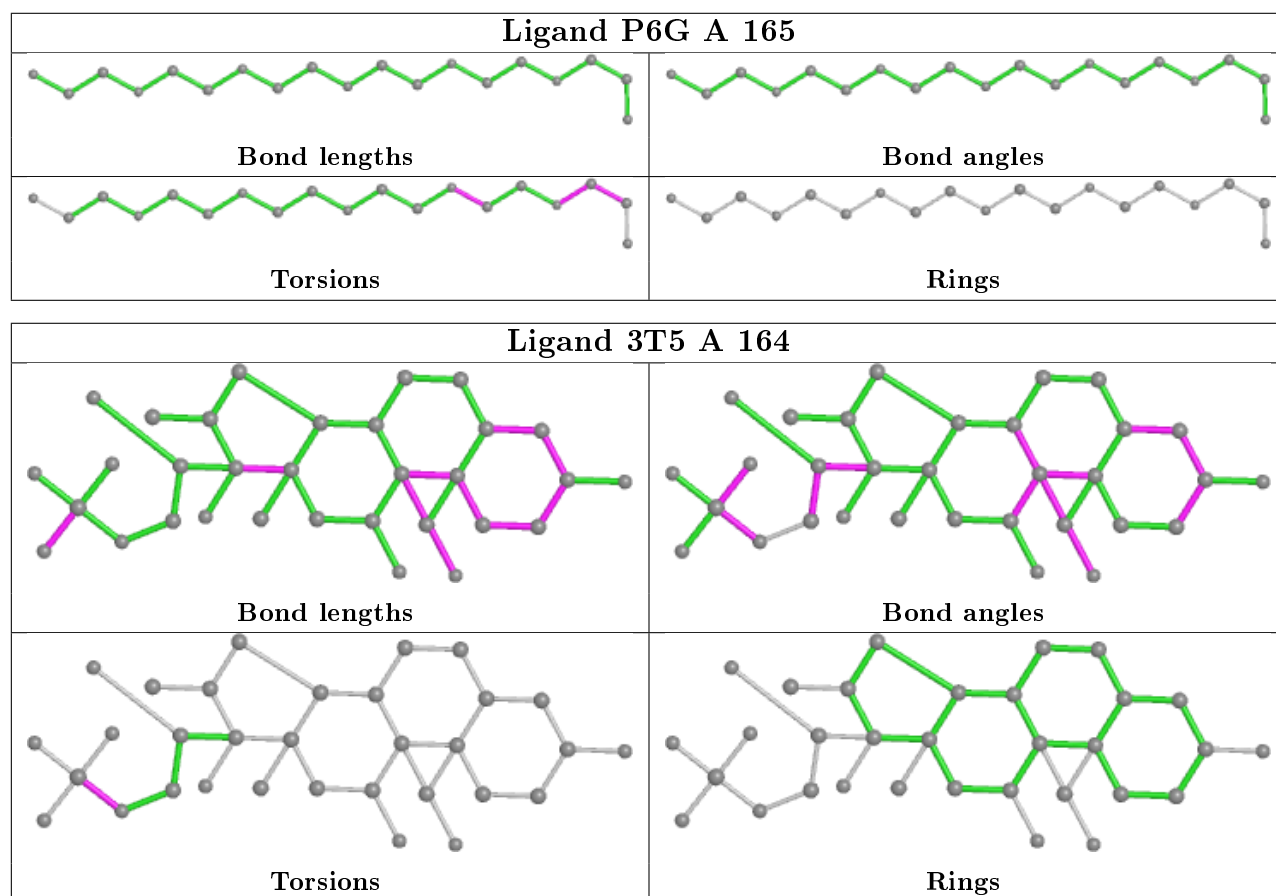 Ligand P6G A 165
Bond lengths
Bond angles
Torsions
Rings
Ligand 3T5 A 164
Bond lengths
Bond angles
Torsions
Rings